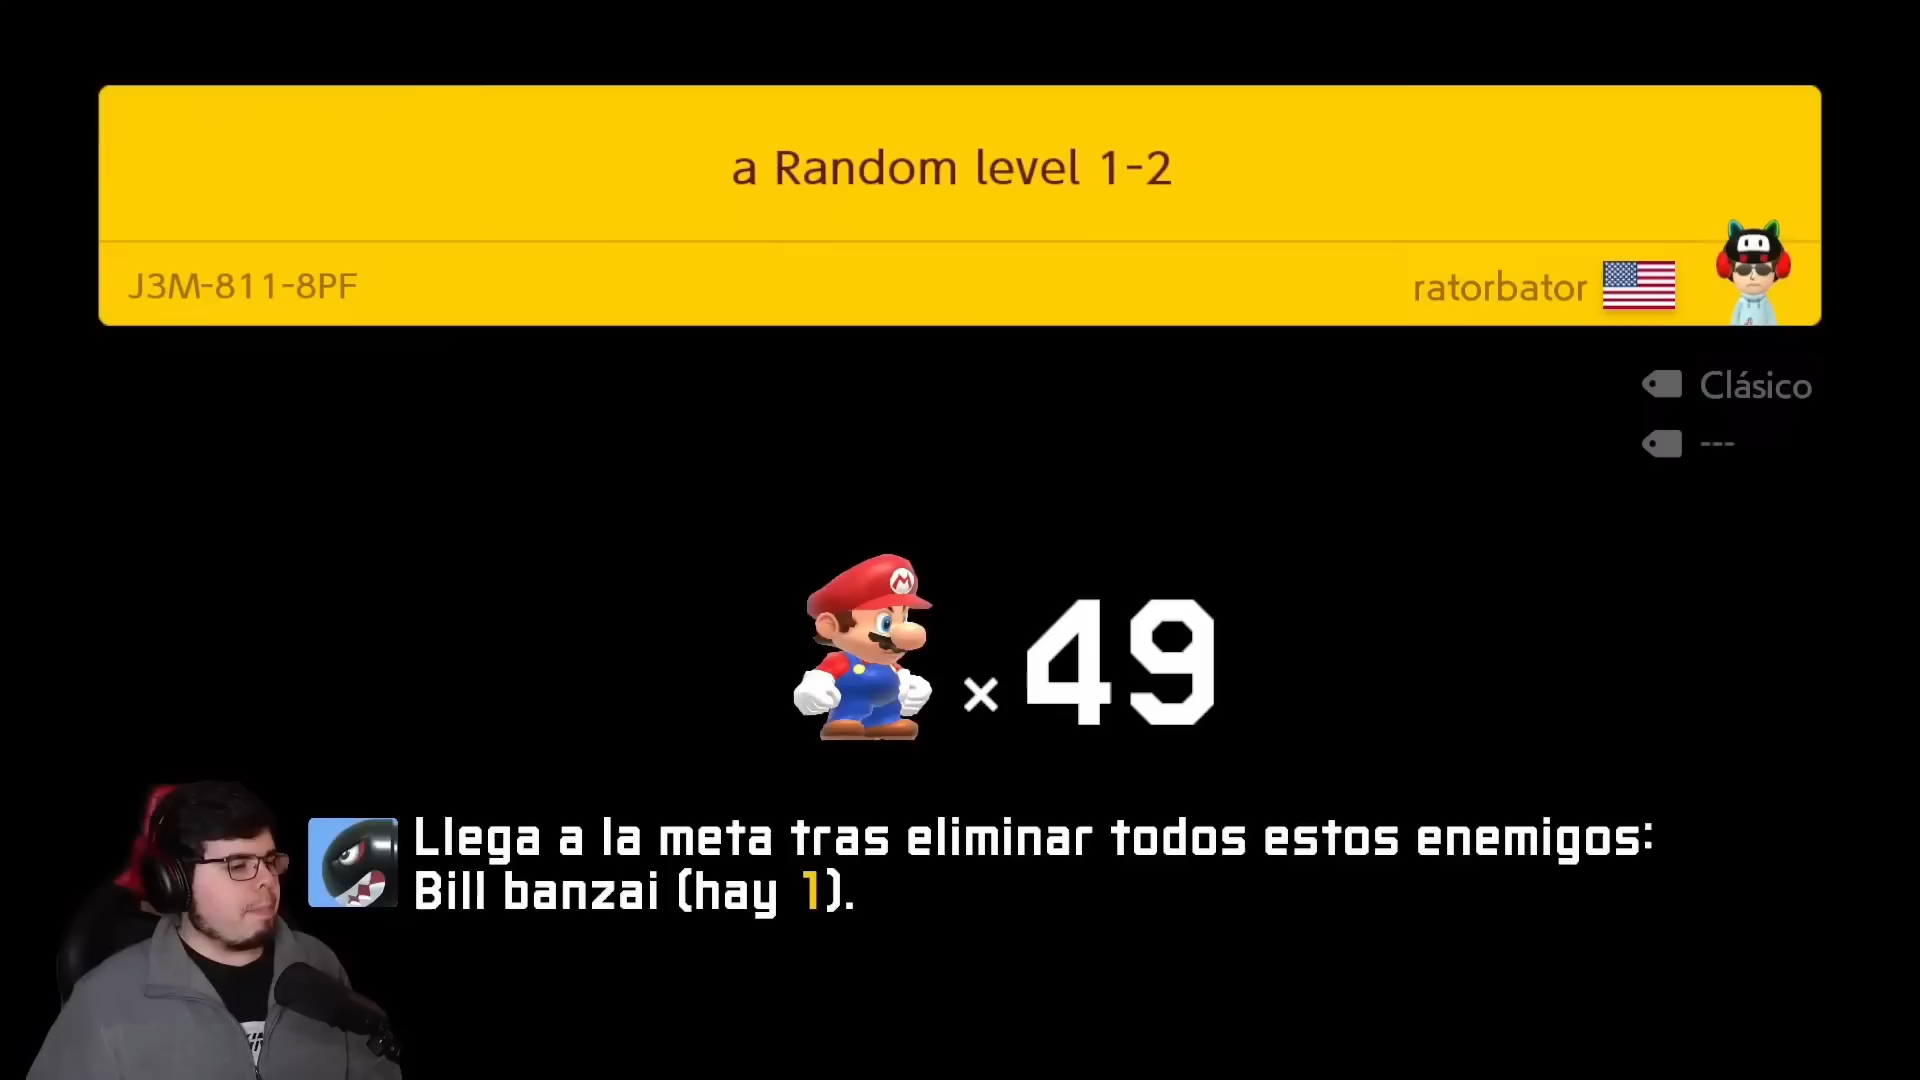 a Random level 1-2
J3M-811-8PF
ratorbator
Clásico
---
M
× 49
Llega a la meta tras eliminar todos estos enemigos:
Bill banzai (hay 1).